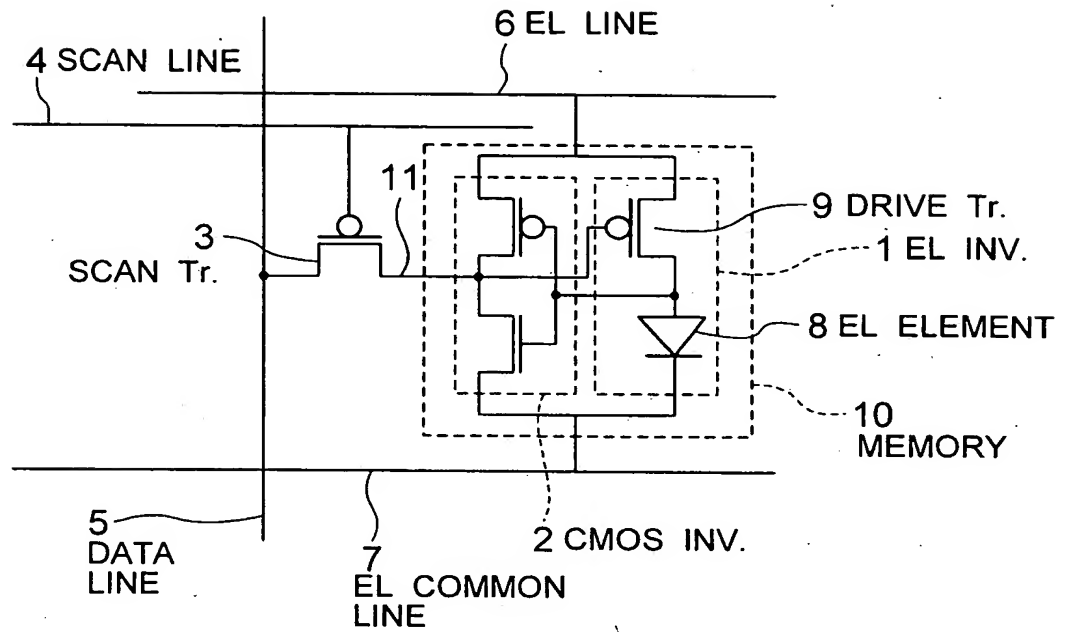 6 EL LINE
4 SCAN LINE
11
3
SCAN Tr.
9 DRIVE Tr.
1 EL INV.
8 EL ELEMENT
10
MEMORY
5
DATA
LINE
7
EL COMMON
LINE
2 CMOS INV.